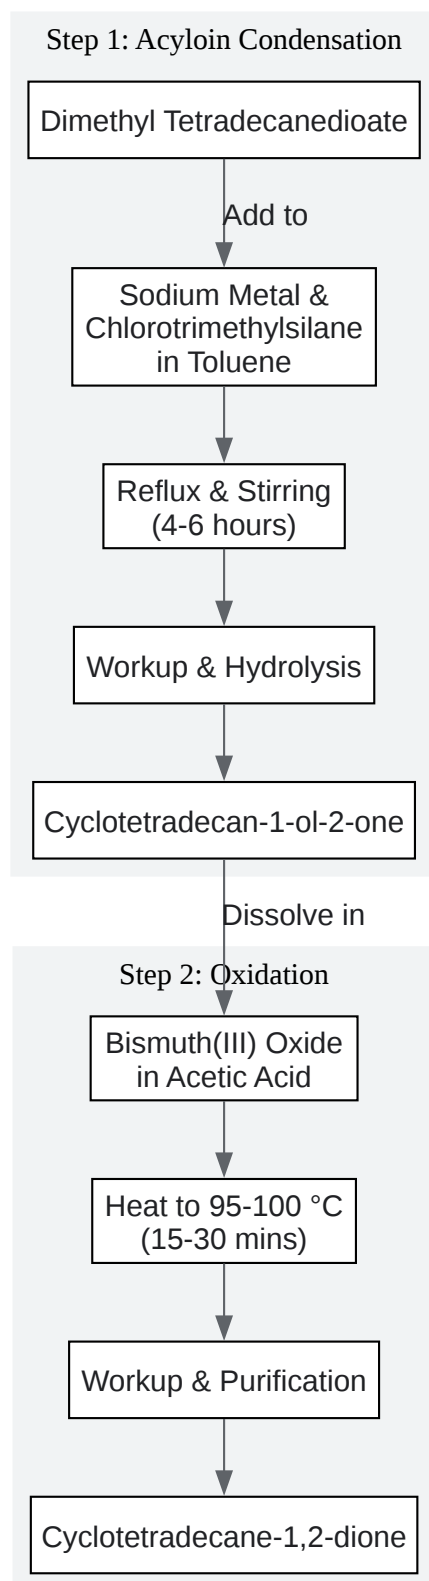 Step 1: Acyloin Condensation
Dimethyl Tetradecanedioate
Add to
Sodium Metal &
Chlorotrimethylsilane
in Toluene
Reflux & Stirring
(4-6 hours)
Workup & Hydrolysis
Cyclotetradecan-1-ol-2-one
Dissolve in
Step 2: Oxidation
Bismuth(III) Oxide
in Acetic Acid
Heat to 95-100 °C
(15-30 mins)
Workup & Purification
Cyclotetradecane-1,2-dione